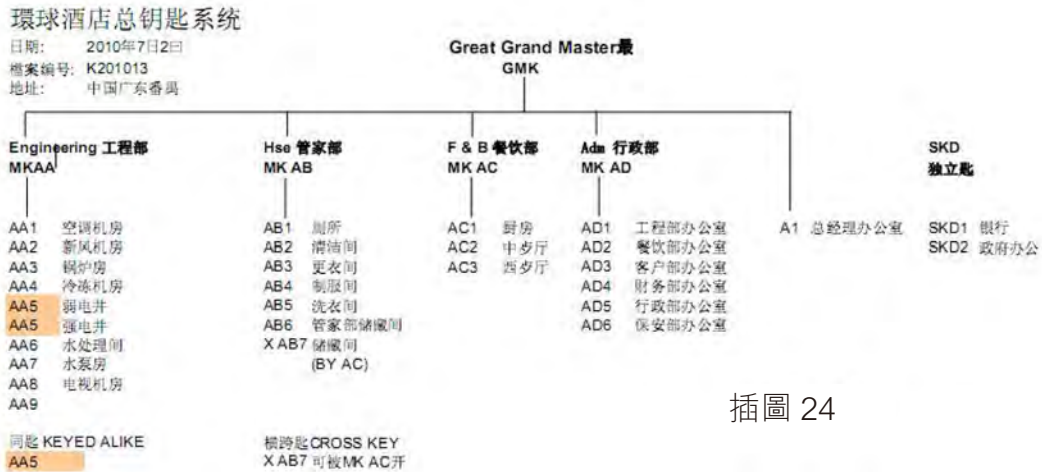 環球酒店总钥匙系统
日期: 2010年7日2日
檔案编号: K201013
地址: 中国广东番禺
Great Grand Master最
GMK
Engineering 工程部
MKAA
AA1 空调机房
AA2 新风机房
AA3 锅炉房
AA4 冷冻机房
AA5 弱电井
AA5 强电井
AA6 水处理间
AA7 水泵房
AA8 电视机房
AA9
同匙 KEYED ALIKE
AA5
Hse 管家部
MK AB
AB1 厕所
AB2 清洁间
AB3 更衣间
AB4 制服间
AB5 洗衣间
AB6 管家部储藏间
X AB7 储藏间
(BY AC)
横跨匙CROSS KEY
X AB7 可被MK AC开
F & B 餐饮部
MK AC
AC1 厨房
AC2 中歺厅
AC3 西歺厅
Adm 行政部
MK AD
AD1 工程部办公室
AD2 餐饮部办公室
AD3 客户部办公室
AD4 财务部办公室
AD5 行政部办公室
AD6 保安部办公室
A1 总经理办公室
SKD
独立匙
SKD1 银行
SKD2 政府办公
插圖 24